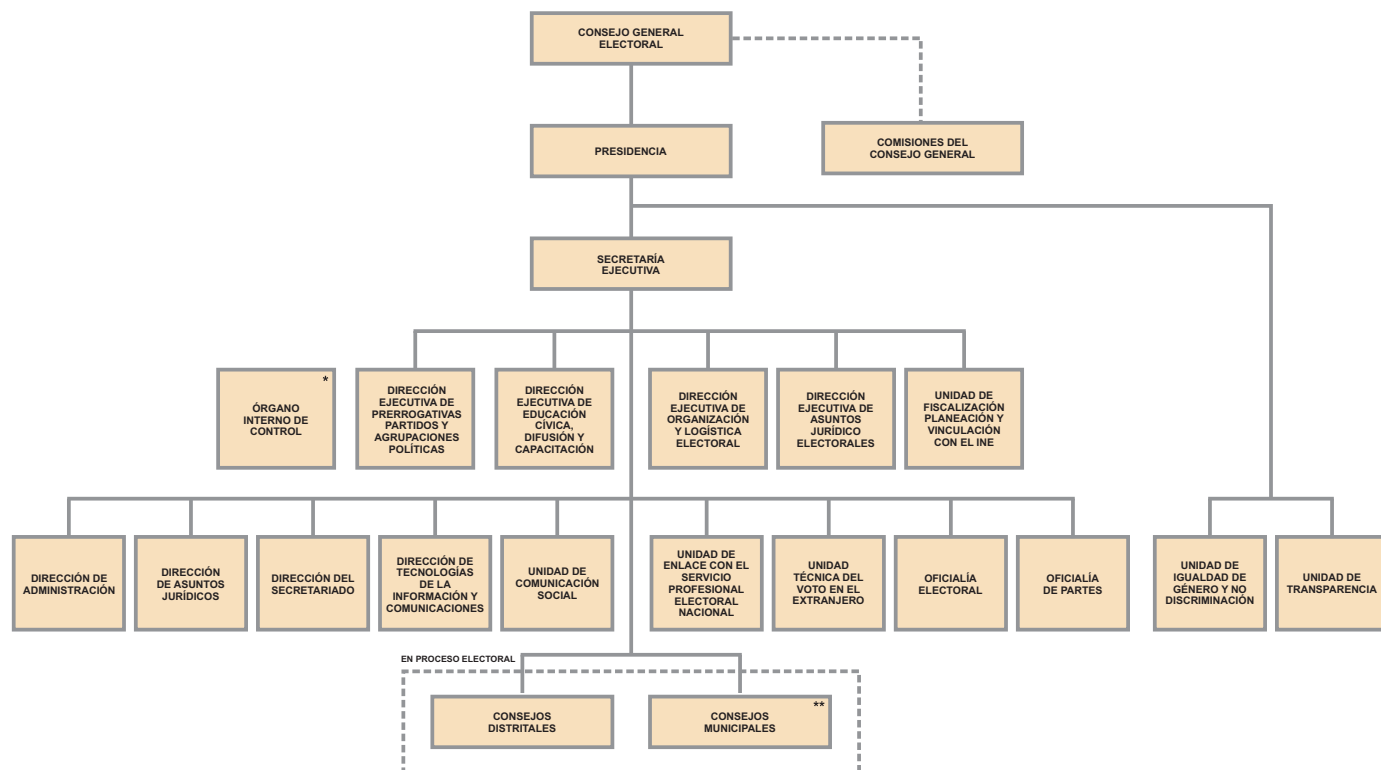 CONSEJO GENERAL
ELECTORAL
PRESIDENCIA
COMISIONES DEL
CONSEJO GENERAL
SECRETARÍA
EJECUTIVA
*
ÓRGANO
INTERNO DE
CONTROL
DIRECCIÓN
EJECUTIVA DE
PRERROGATIVAS
PARTIDOS Y
AGRUPACIONES
POLÍTICAS
DIRECCIÓN
EJECUTIVA DE
EDUCACIÓN
CÍVICA,
DIFUSIÓN Y
CAPACITACIÓN
DIRECCIÓN
EJECUTIVA DE
ORGANIZACIÓN
Y LOGÍSTICA
ELECTORAL
DIRECCIÓN
EJECUTIVA DE
ASUNTOS
JURÍDICO
ELECTORALES
UNIDAD DE
FISCALIZACIÓN
PLANEACIÓN Y
VINCULACIÓN
CON EL INE
DIRECCIÓN DE
ADMINISTRACIÓN
DIRECCIÓN
DE ASUNTOS
JURÍDICOS
DIRECCIÓN DEL
SECRETARIADO
DIRECCIÓN DE
TECNOLOGÍAS
DE LA
INFORMACIÓN Y
COMUNICACIONES
UNIDAD DE
COMUNICACIÓN
SOCIAL
UNIDAD DE
ENLACE CON EL
SERVICIO
PROFESIONAL
ELECTORAL
NACIONAL
UNIDAD
TÉCNICA DEL
VOTO EN EL
EXTRANJERO
OFICIALÍA
ELECTORAL
OFICIALÍA
DE PARTES
UNIDAD DE
IGUALDAD DE
GÉNERO Y NO
DISCRIMINACIÓN
UNIDAD DE
TRANSPARENCIA
EN PROCESO ELECTORAL
CONSEJOS
DISTRITALES
**
CONSEJOS
MUNICIPALES